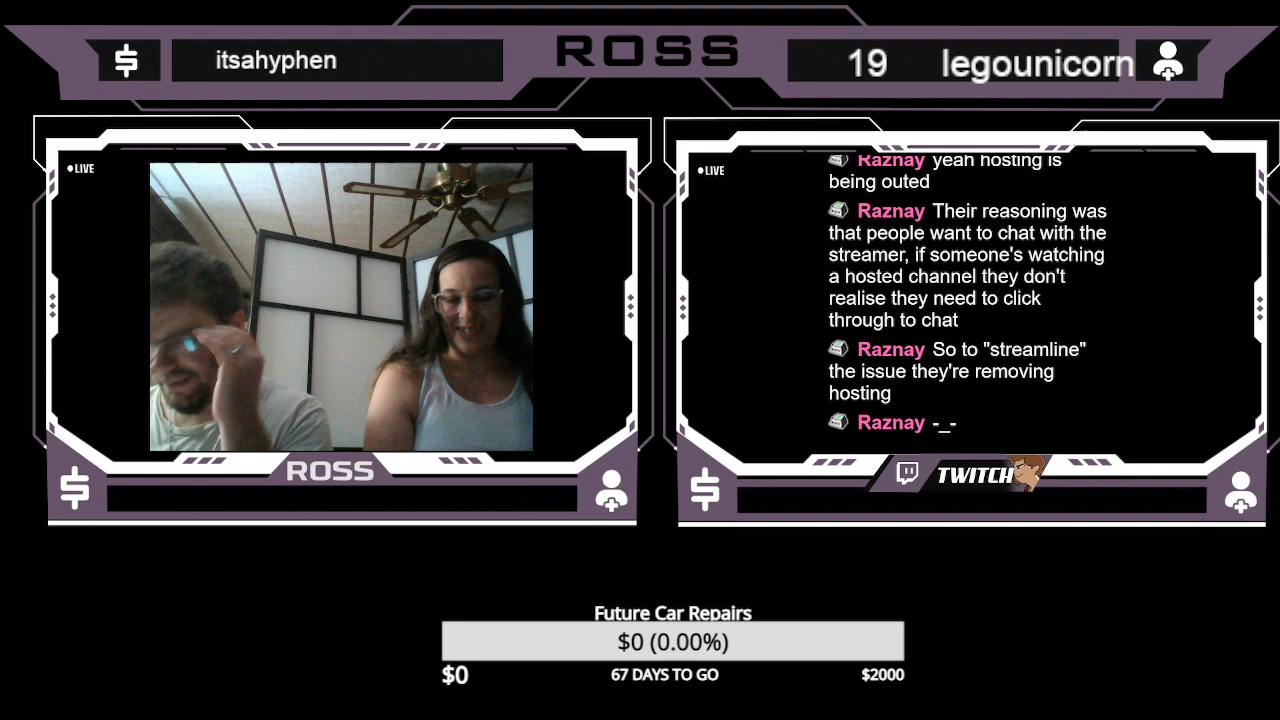 ROSS
itsahyphen
19 legounicorn
LIVE
ROSS
LIVE
Raznay yeah hosting is
being outed
Raznay Their reasoning was
that people want to chat with the
streamer, if someone's watching
a hosted channel they don't
realise they need to click
through to chat
Raznay So to "streamline"
the issue they're removing
hosting
Raznay -_-
TWITCH
Future Car Repairs
$0 (0.00%)
$0 67 DAYS TO GO $2000